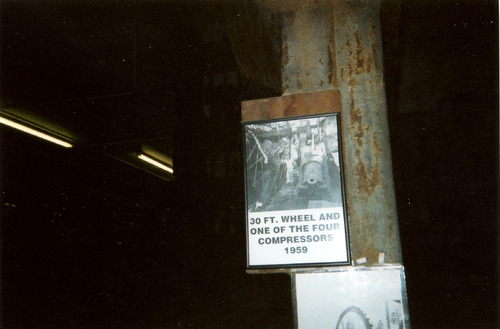 30 FT. WHEEL AND
ONE OF THE FOUR
COMPRESSORS
1959